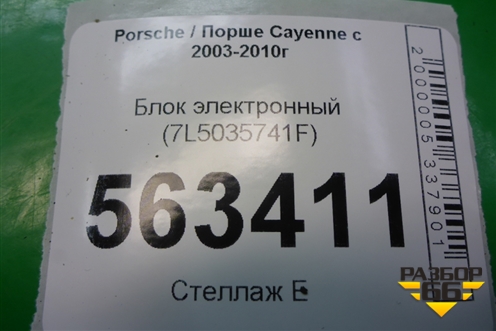 Porsche / Порше Cayenne с
2003-2010г
Блок электронный
(7L5035741F)
563411
Стеллаж Е
2000005337901
РАЗБОР
66